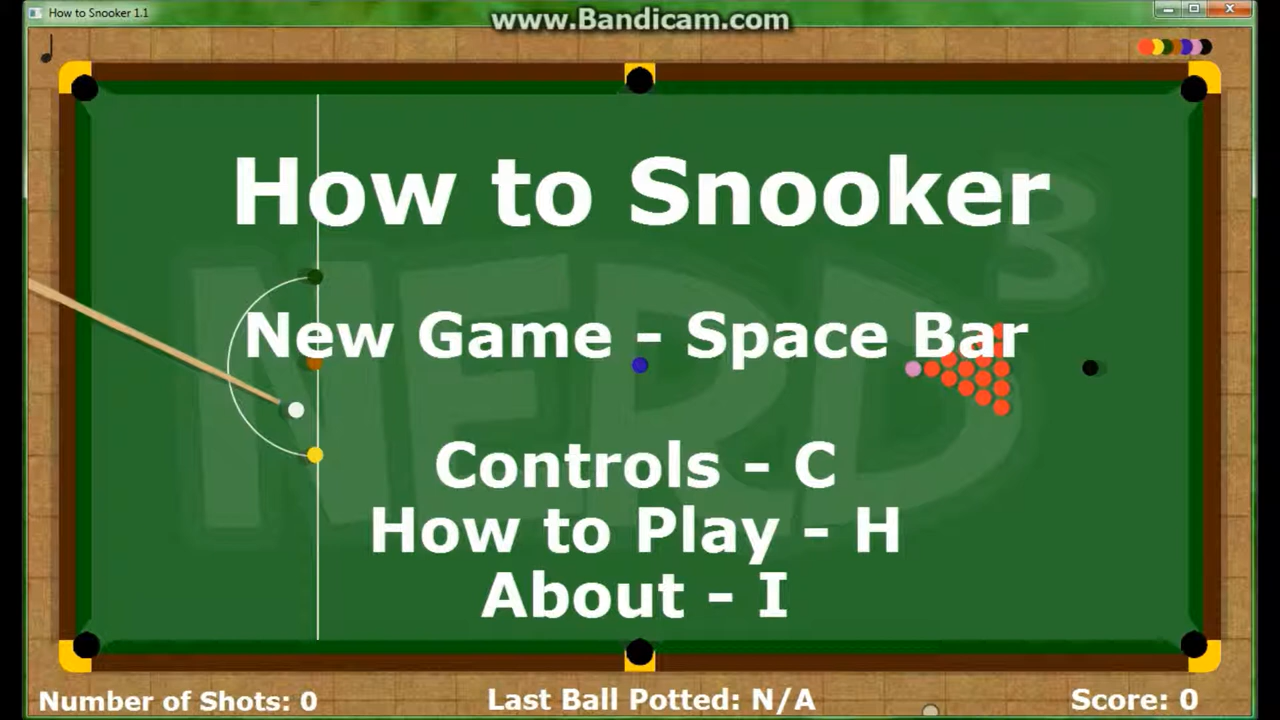 How to Snooker 1.1
www.Bandicam.com
How to Snooker
NERD3
New Game - Space Bar
Controls - C
How to Play - H
About - I
Number of Shots: 0
Last Ball Potted: N/A
Score: 0